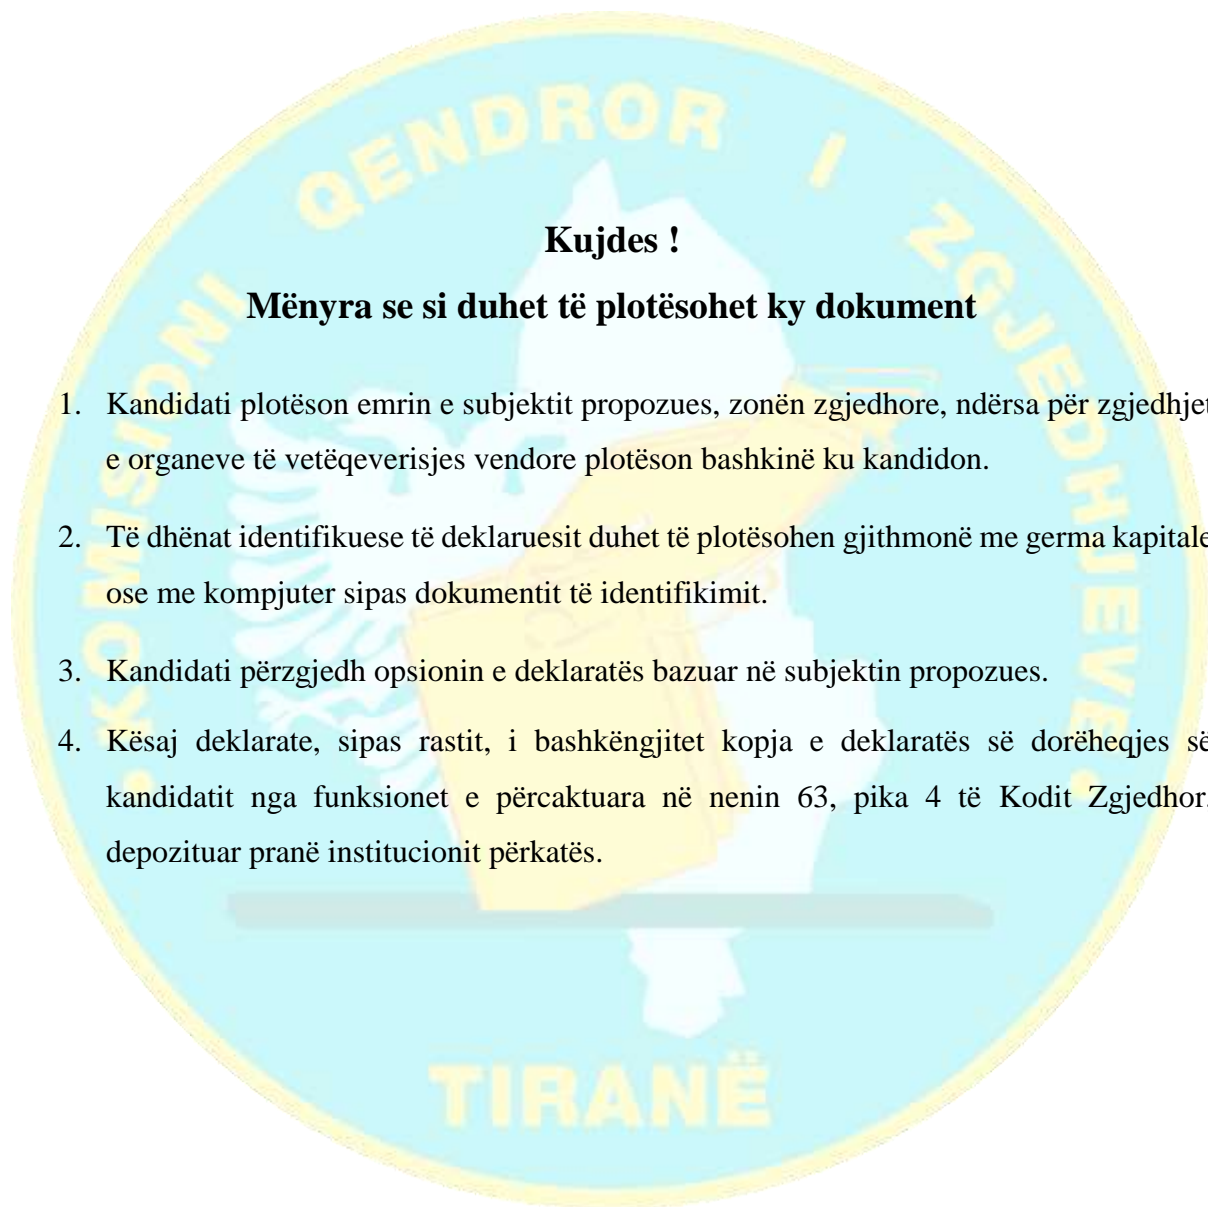 KOMISIONI QENDROR I ZGJEDHJEVE
Kujdes !
Mënyra se si duhet të plotësohet ky dokument
1. Kandidati plotëson emrin e subjektit propozues, zonën zgjedhore, ndërsa për zgjedhjet
e organeve të vetëqeverisjes vendore plotëson bashkinë ku kandidon.
2. Të dhënat identifikuese të deklaruesit duhet të plotësohen gjithmonë me germa kapitale
ose me kompjuter sipas dokumentit të identifikimit.
3. Kandidati përzgjedh opsionin e deklaratës bazuar në subjektin propozues.
4. Kësaj deklarate, sipas rastit, i bashkëngjitet kopja e deklaratës së dorëheqjes së
kandidatit nga funksionet e përcaktuara në nenin 63, pika 4 të Kodit Zgjedhor,
depozituar pranë institucionit përkatës.
TIRANË